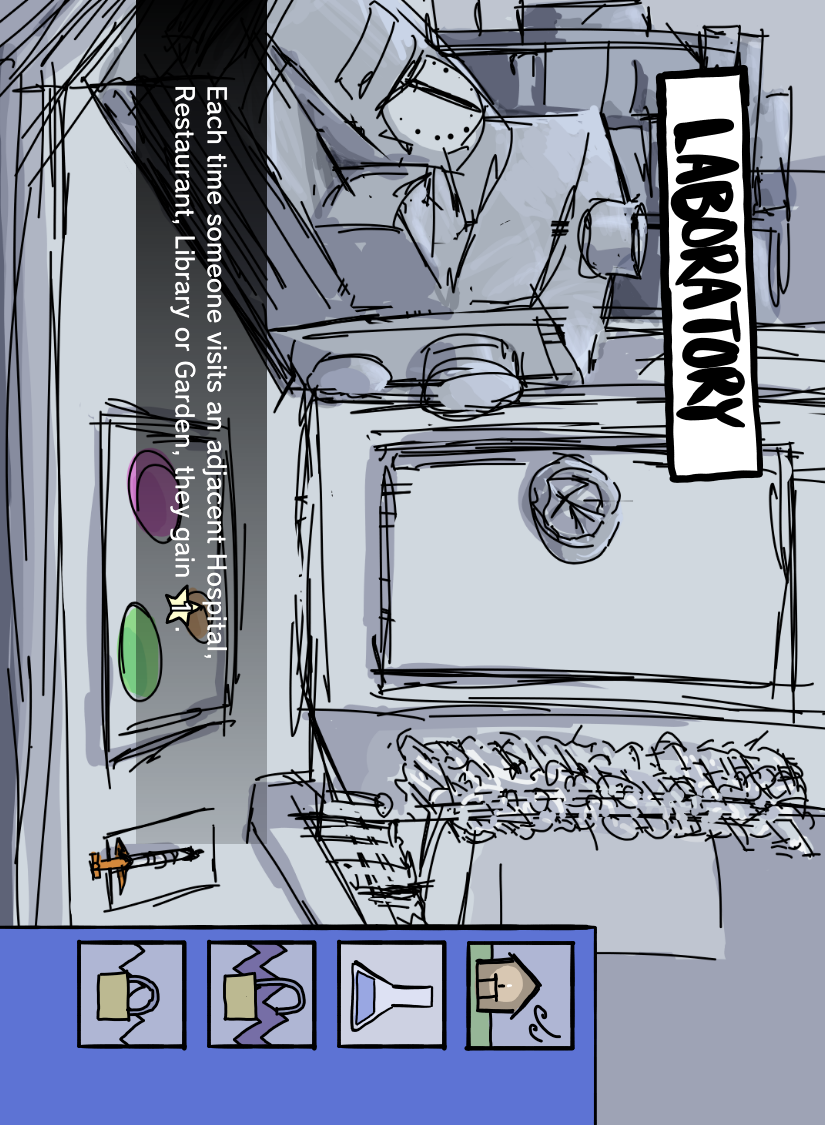 LABORATORY
Each time someone visits an adjacent Hospital,
Restaurant, Library or Garden, they gain 1.